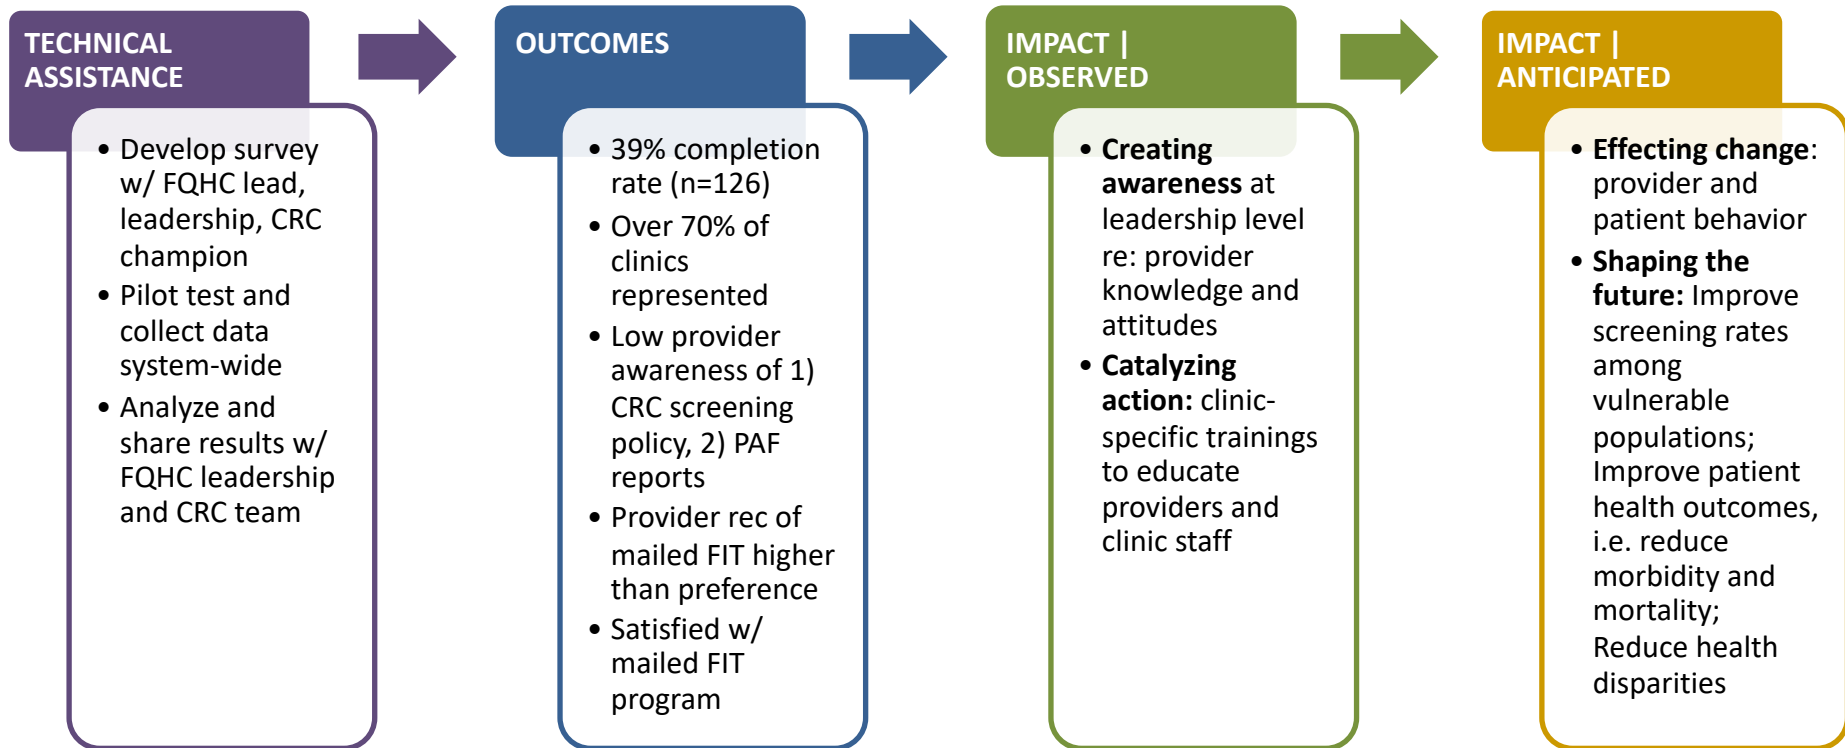 TECHNICAL
ASSISTANCE
• Develop survey
w/ FQHC lead,
leadership, CRC
champion
• Pilot test and
collect data
system-wide
• Analyze and
share results w/
FQHC leadership
and CRC team
OUTCOMES
• 39% completion
rate (n=126)
• Over 70% of
clinics
represented
• Low provider
awareness of 1)
CRC screening
policy, 2) PAF
reports
• Provider rec of
mailed FIT higher
than preference
• Satisfied w/
mailed FIT
program
IMPACT |
OBSERVED
• Creating
awareness at
leadership level
re: provider
knowledge and
attitudes
• Catalyzing
action: clinic-
specific trainings
to educate
providers and
clinic staff
IMPACT |
ANTICIPATED
• Effecting change:
provider and
patient behavior
• Shaping the
future: Improve
screening rates
among
vulnerable
populations;
Improve patient
health outcomes,
i.e. reduce
morbidity and
mortality;
Reduce health
disparities